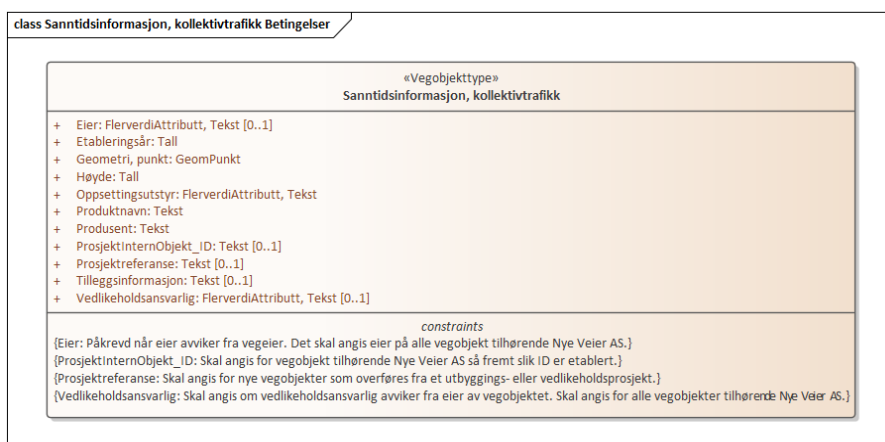 class Sanntidsinformasjon, kollektivtrafikk Betingelser
«Vegobjekttype»
Sanntidsinformasjon, kollektivtrafikk
+ Eier: FlerverdiAttributt, Tekst [0..1]
+ Etableringsår: Tall
+ Geometri, punkt: GeomPunkt
+ Høyde: Tall
+ Oppsettingsutstyr: FlerverdiAttributt, Tekst
+ Produktnavn: Tekst
+ Produsent: Tekst
+ ProsjektInternObjekt_ID: Tekst [0..1]
+ Prosjektreferanse: Tekst [0..1]
+ Tilleggsinformasjon: Tekst [0..1]
+ Vedlikeholdsansvarlig: FlerverdiAttributt, Tekst [0..1]
constraints
{Eier: Påkrevd når eier avviker fra vegeier. Det skal angis eier på alle vegobjekt tilhørende Nye Veier AS.}
{ProsjektInternObjekt_ID: Skal angis for vegobjekt tilhørende Nye Veier AS så fremt slik ID er etablert.}
{Prosjektreferanse: Skal angis for nye vegobjekter som overføres fra et utbyggings- eller vedlikeholdsprosjekt.}
{Vedlikeholdsansvarlig: Skal angis om vedlikeholdsansvarlig avviker fra eier av vegobjektet. Skal angis for alle vegobjekter tilhørende Nye Veier AS.}